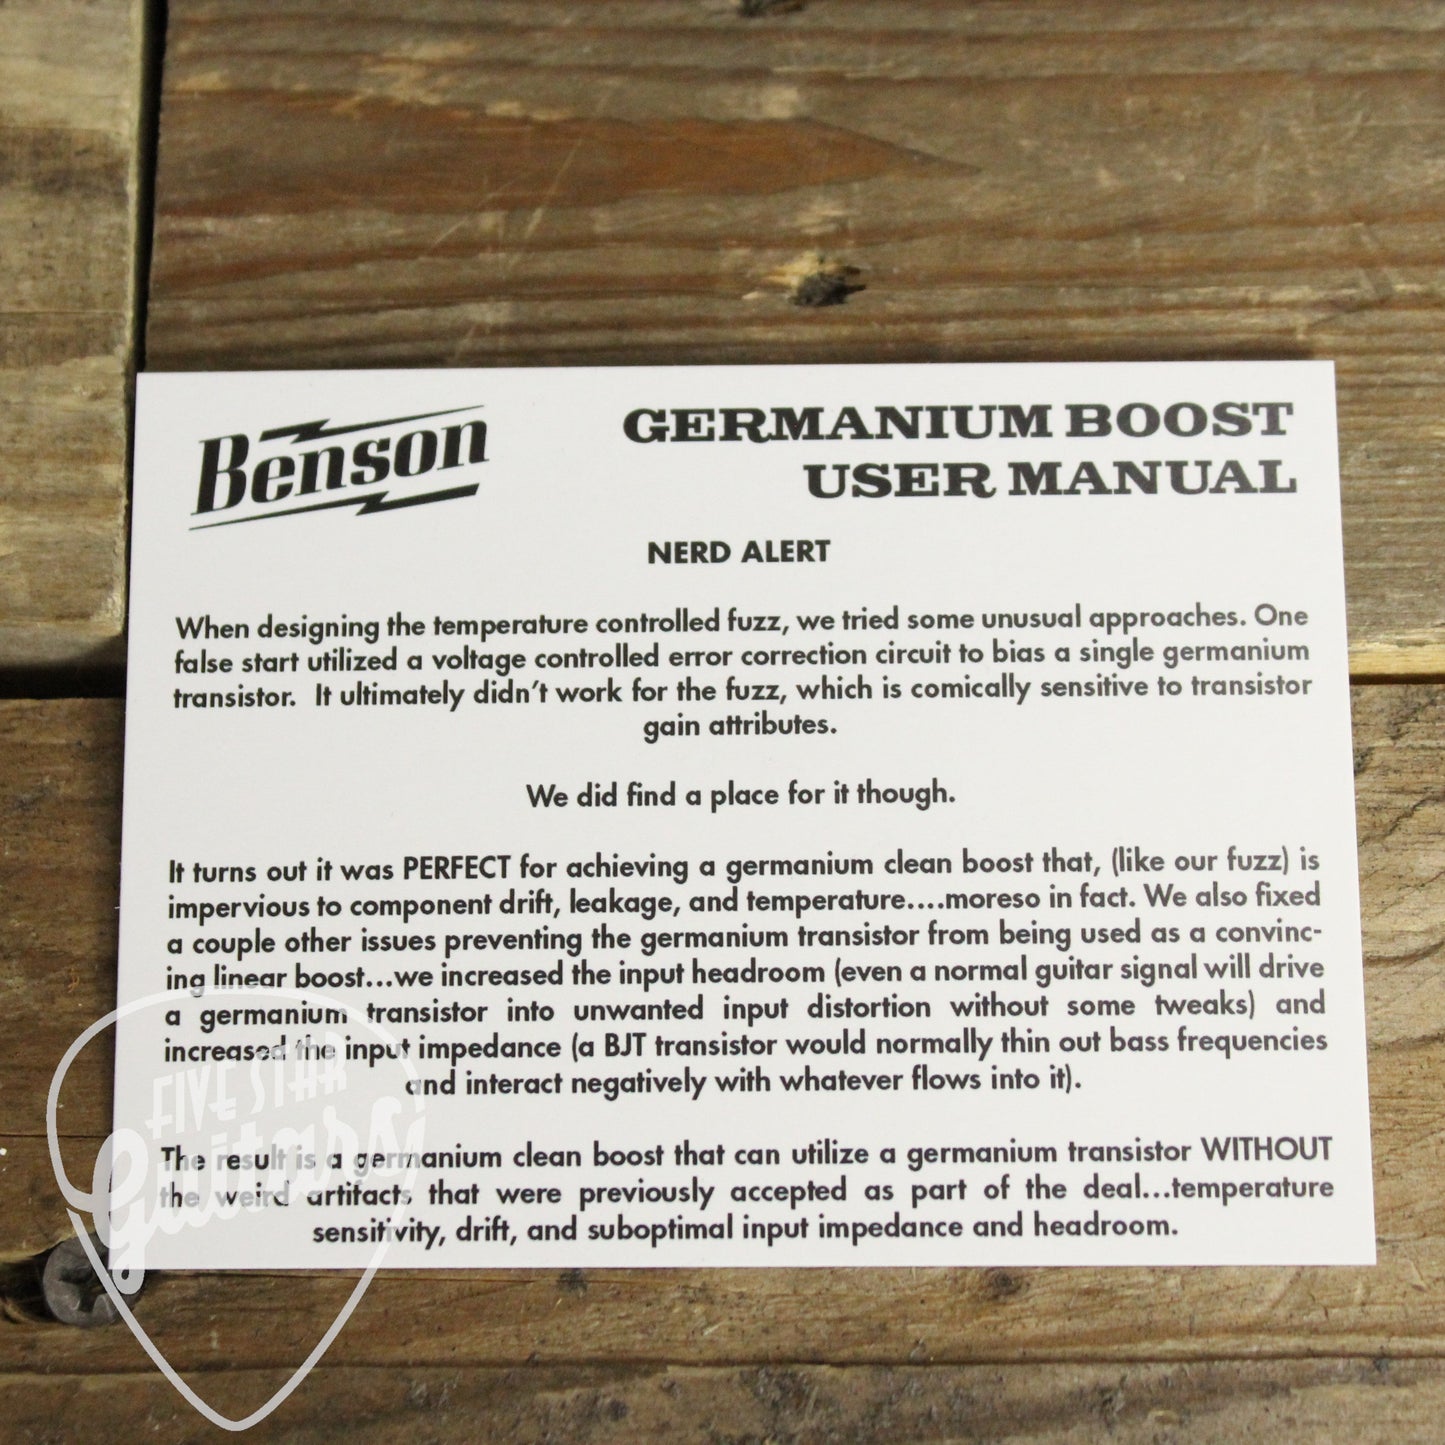 Benson
GERMANIUM BOOST
USER MANUAL
NERD ALERT
When designing the temperature controlled fuzz, we tried some unusual approaches. One
false start utilized a voltage controlled error correction circuit to bias a single germanium
transistor.  It ultimately didn't work for the fuzz, which is comically sensitive to transistor
gain attributes.
We did find a place for it though.
It turns out it was PERFECT for achieving a germanium clean boost that, (like our fuzz) is
impervious to component drift, leakage, and temperature....moreso in fact. We also fixed
a couple other issues preventing the germanium transistor from being used as a convinc-
ing linear boost...we increased the input headroom (even a normal guitar signal will drive
a germanium transistor into unwanted input distortion without some tweaks) and
increased the input impedance (a BJT transistor would normally thin out bass frequencies
and interact negatively with whatever flows into it).
The result is a germanium clean boost that can utilize a germanium transistor WITHOUT
the weird artifacts that were previously accepted as part of the deal...temperature
sensitivity, drift, and suboptimal input impedance and headroom.
FIVE STAR
Guitars